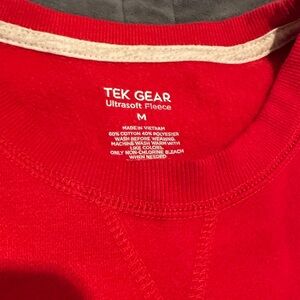 TEK GEAR
Ultrasoft Fleece
M
MADE IN VIETNAM
60% COTTON 40% POLYESTER
WASH BEFORE WEARING.
MACHINE WASH WARM WITH
LIKE COLORS.
ONLY NON-CHLORINE BLEACH
WHEN NEEDED